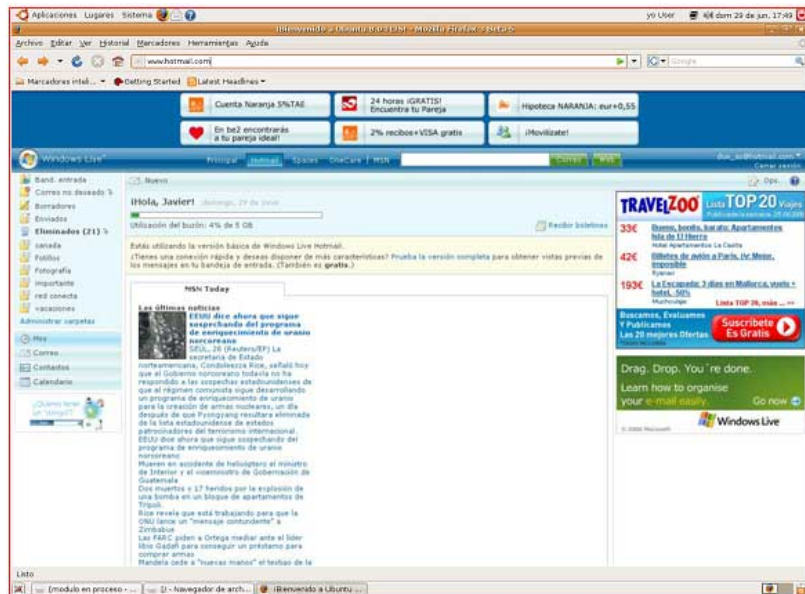 Aplicaciones Lugares Sistema
yo User
dom 29 de jun, 17:49
¡Bienvenido a Ubuntu 8.04 LTS! - Mozilla Firefox 3 Beta 5
Archivo Editar Ver Historial Marcadores Herramientas Ayuda
www.hotmail.com
Google
Marcadores inteli...
Getting Started
Latest Headlines
Cuenta Naranja 5%TAE
24 horas ¡GRATIS!
Encuentra tu Pareja
Hipoteca NARANJA: eur+0,55
En be2 encontrarás
a tu pareja ideal!
2% recibos+VISA gratis
¡Movilízate!
Windows Live
Principal Hotmail Spaces OneCare MSN
Correo Web
Cerrar sesión
Band. entrada
Correo no deseado
Borradores
Enviados
Eliminados (21)
canada
Fotillos
Fotografía
importante
red conecta
vacaciones
Administrar carpetas
Hoy
Correo
Contactos
Calendario
Nuevo
Ops.
¡Hola, Javier! domingo, 29 de junio
Utilización del buzón: 4% de 5 GB
Recibir boletines
Estás utilizando la versión básica de Windows Live Hotmail.
¿Tienes una conexión rápida y deseas disponer de más características? Prueba la versión completa para obtener vistas previas de
los mensajes en tu bandeja de entrada. (También es gratis.)
MSN Today
Las últimas noticias
EEUU dice ahora que sigue
sospechando del programa
de enriquecimiento de uranio
norcoreano
SEUL, 28 (Reuters/EP) La
secretaria de Estado
norteamericana, Condoleezza Rice, señaló hoy
que el Gobierno norcoreano todavía no ha
respondido a las sospechas estadounidenses de
que el régimen comunista sigue desarrollando
un programa de enriquecimiento de uranio
para la creación de armas nucleares, un día
después de que Pyongyang resultara eliminada
de la lista estadounidense de estados
patrocinadores del terrorismo internacional.
EEUU dice ahora que sigue sospechando del
programa de enriquecimiento de uranio
norcoreano
Mueren en accidente de helicóptero el ministro
de Interior y el viceministro de Gobernación de
Guatemala
Dos muertos y 17 heridos por la explosión de
una bomba en un bloque de apartamentos de
Trípoli.
Rice revela que está trabajando para que la
ONU lance un "mensaje contundente" a
Zimbabue
Las FARC piden a Ortega mediar ante el líder
libio Gadafi para conseguir un préstamo para
comprar armas
Mandela cede a "nuevas manos" el testigo de la
TRAVELZOO
Lista TOP 20 Viajes
33€ Bueno, bonito, barato: Apartamentos
Isla de El Hierro
Hotel Apartamentos La Casita
42€ Billetes de avión a París, i/v: Mejor,
imposible
Ryanair
193€ La Escapada: 3 días en Mallorca, vuelo +
hotel, -50%
Muchoviaje
Lista TOP 20, más ... >>
Buscamos, Evaluamos
Y Publicamos
Las 20 mejores Ofertas
Suscríbete
Es Gratis
Drag. Drop. You're done.
Learn how to organise
your e-mail easily.
Go now
Windows Live
© 2008 Microsoft
Listo
[modulo en proceso - ...
[) - Navegador de arch...
¡Bienvenido a Ubuntu ...